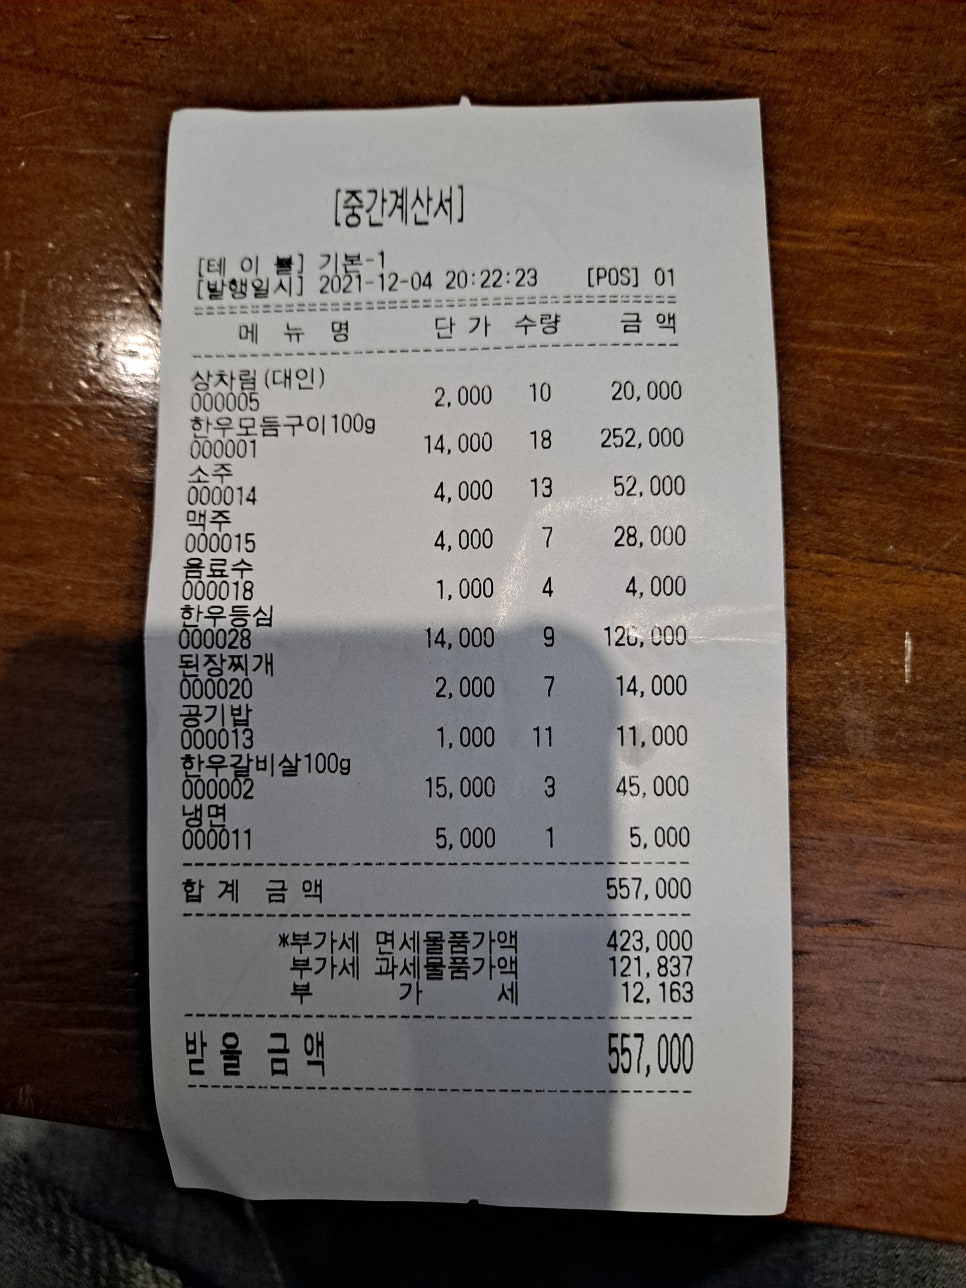 [중간계산서]
[테 이 블] 기본-1
[발행일시] 2021-12-04 20:22:23 [POS] 01
메 뉴 명 단 가 수량 금 액
상차림(대인)
000005 2,000 10 20,000
한우모듬구이100g
000001 14,000 18 252,000
소주
000014 4,000 13 52,000
맥주
000015 4,000 7 28,000
음료수
000018 1,000 4 4,000
한우등심
000028 14,000 9 126,000
된장찌개
000020 2,000 7 14,000
공기밥
000013 1,000 11 11,000
한우갈비살100g
000002 15,000 3 45,000
냉면
000011 5,000 1 5,000
합 계 금 액 557,000
*부가세 면세물품가액 423,000
부가세 과세물품가액 121,837
부 가 세 12,163
받 을 금 액 557,000